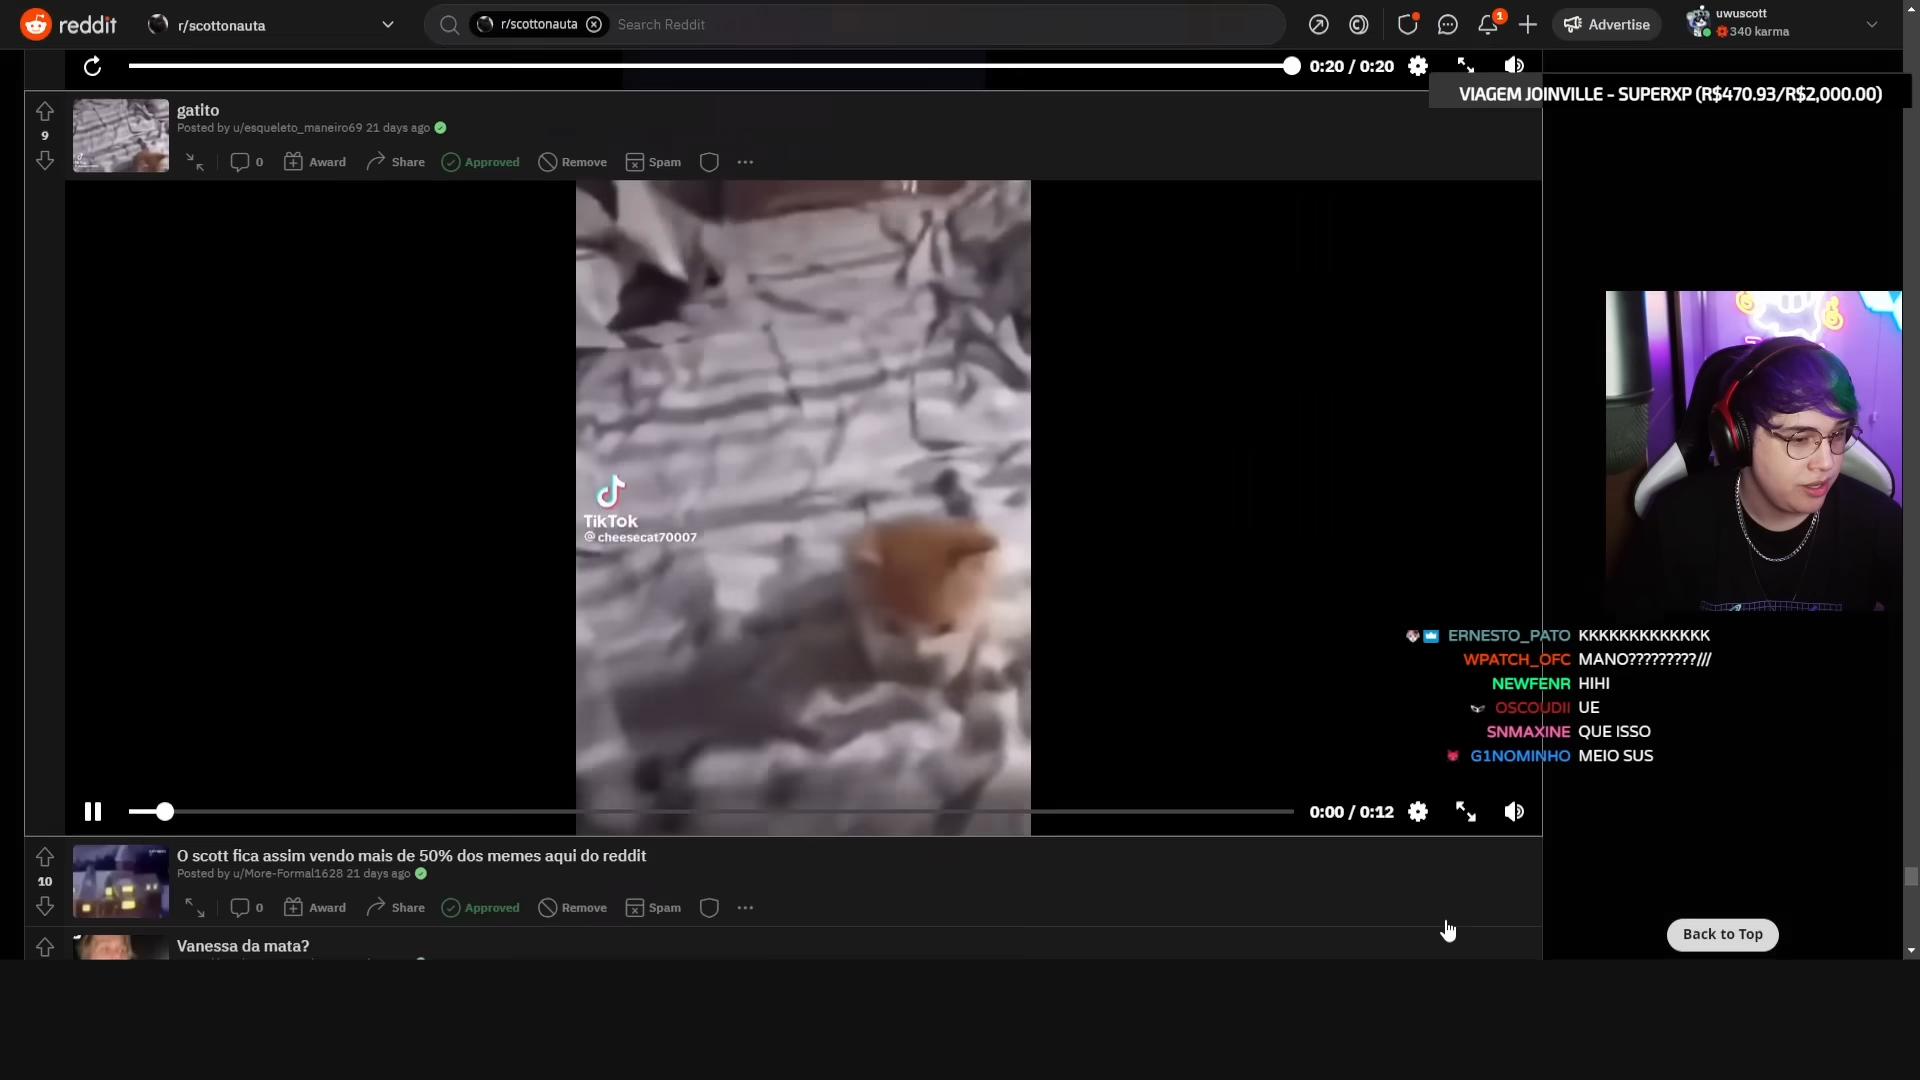 reddit
r/scottonauta
r/scottonauta
Search Reddit
1
Advertise
uwuscott
340 karma
0:20 / 0:20
VIAGEM JOINVILLE - SUPERXP (R$470.93/R$2,000.00)
9
gatito
Posted by u/esqueleto_maneiro69 21 days ago
0
Award
Share
Approved
Remove
Spam
TikTok
@cheesecat70007
ERNESTO_PATO KKKKKKKKKKKKK
WPATCH_OFC MANO?????????///
NEWFENR HIHI
OSCOUDII UE
SNMAXINE QUE ISSO
G1NOMINHO MEIO SUS
0:00 / 0:12
10
O scott fica assim vendo mais de 50% dos memes aqui do reddit
Posted by u/More-Formal1628 21 days ago
0
Award
Share
Approved
Remove
Spam
Vanessa da mata?
Back to Top